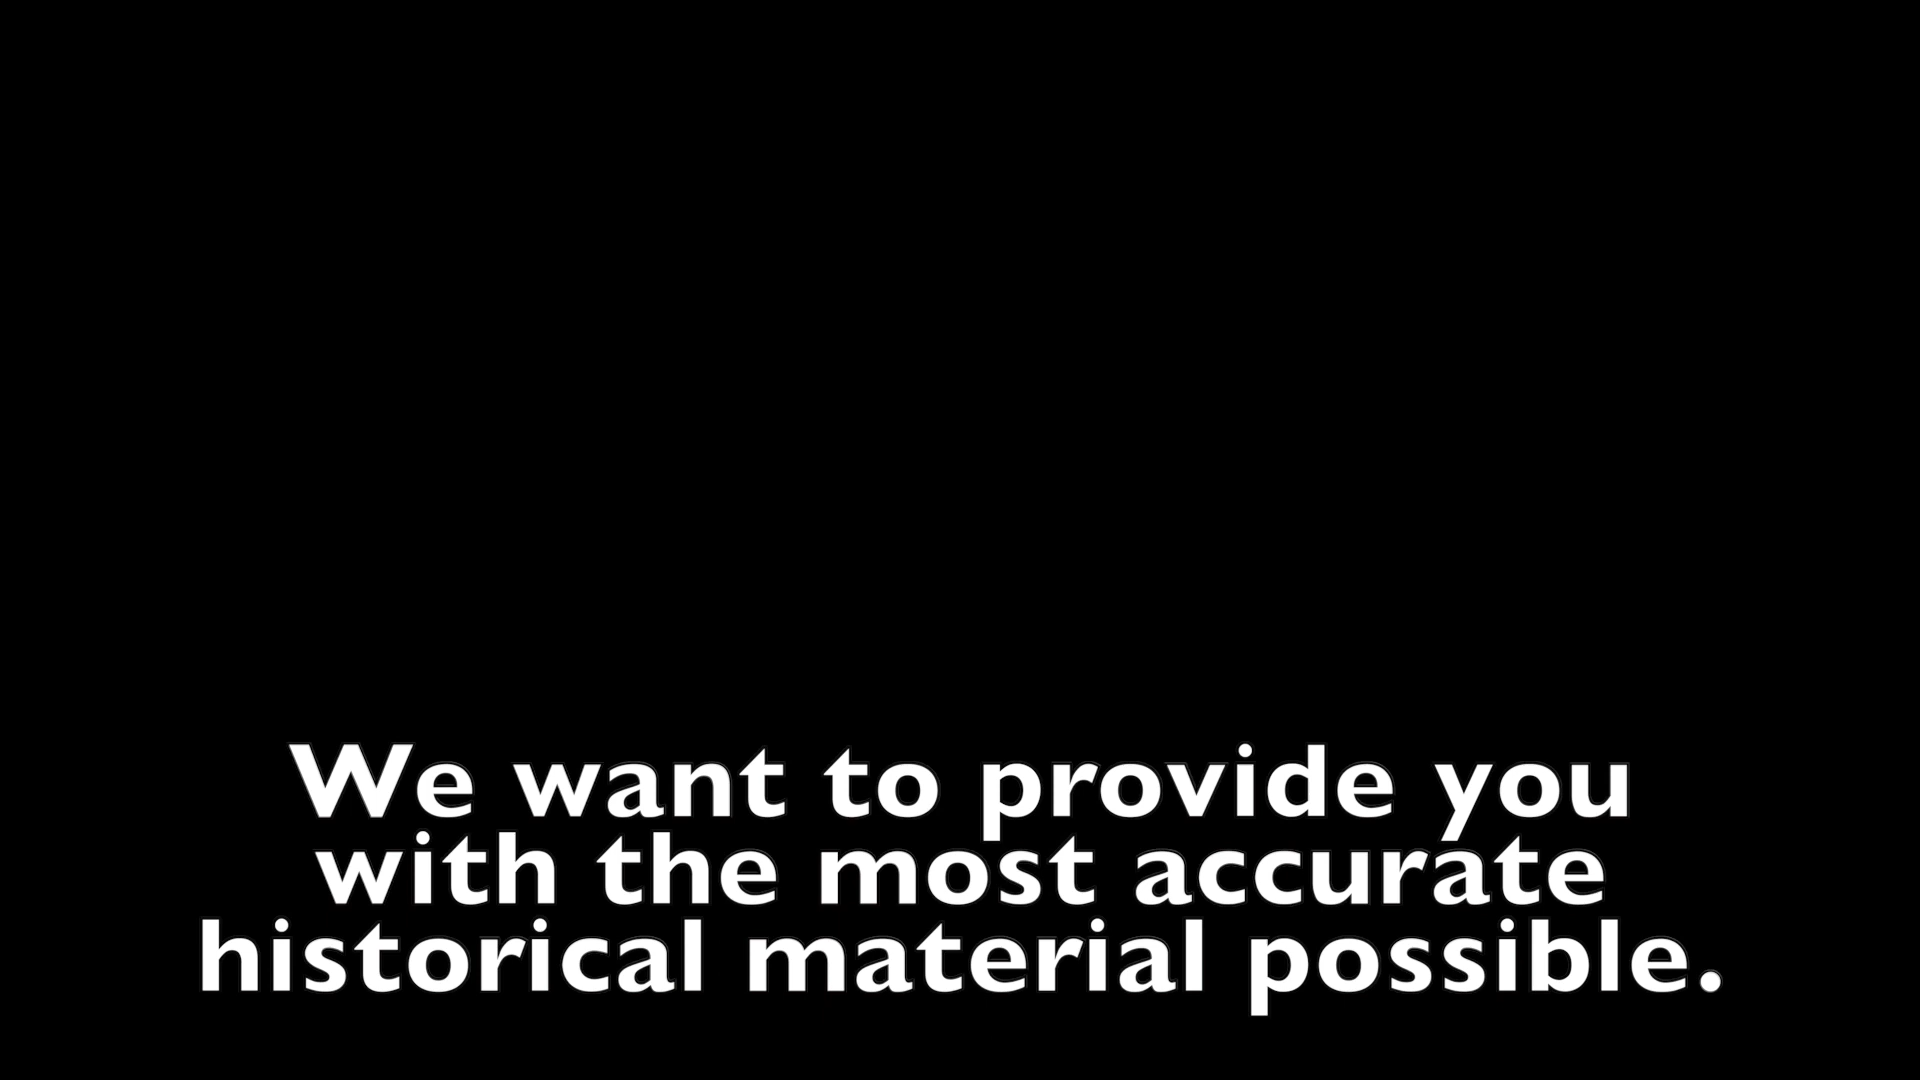 We want to provide you
with the most accurate
historical material possible.